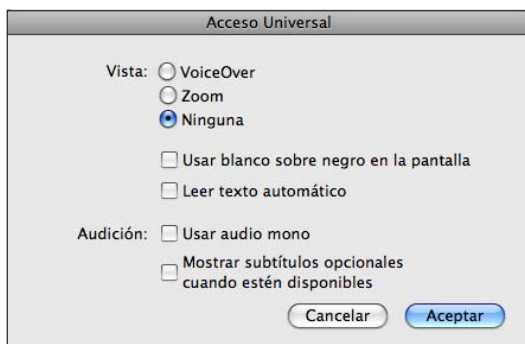 Acceso Universal
Vista: VoiceOver
Zoom
Ninguna
Usar blanco sobre negro en la pantalla
Leer texto automático
Audición: Usar audio mono
Mostrar subtítulos opcionales
cuando estén disponibles
Cancelar Aceptar